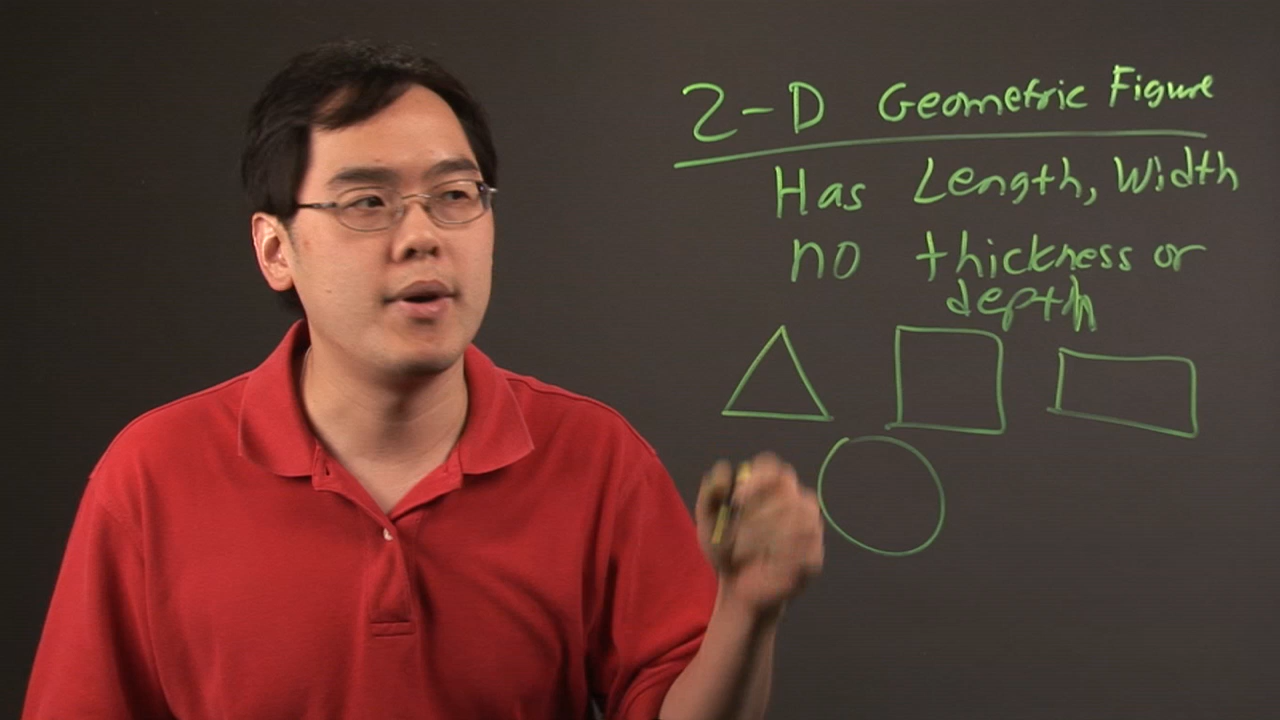 2-D Geometric Figure
Has Length, Width
no thickness or
depth